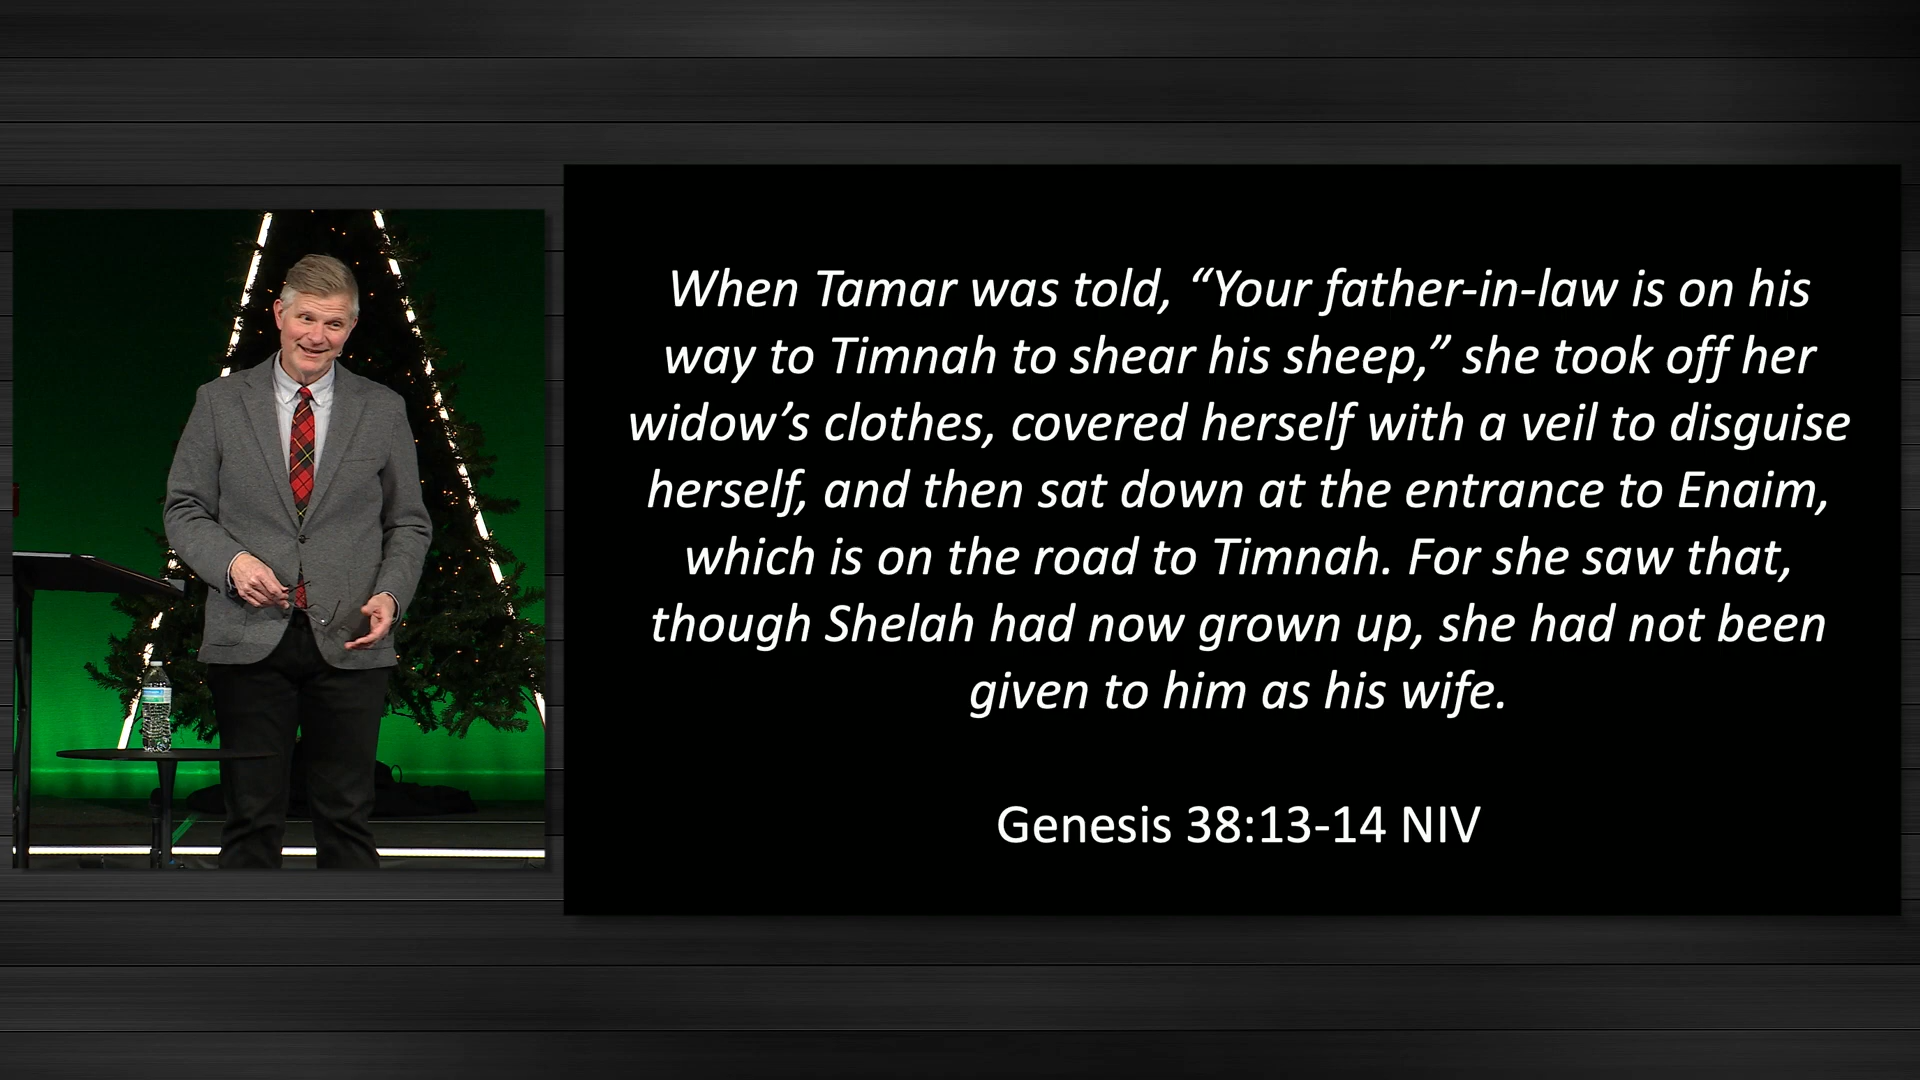 When Tamar was told, “Your father-in-law is on his
way to Timnah to shear his sheep,” she took off her
widow’s clothes, covered herself with a veil to disguise
herself, and then sat down at the entrance to Enaim,
which is on the road to Timnah. For she saw that,
though Shelah had now grown up, she had not been
given to him as his wife.
Genesis 38:13-14 NIV